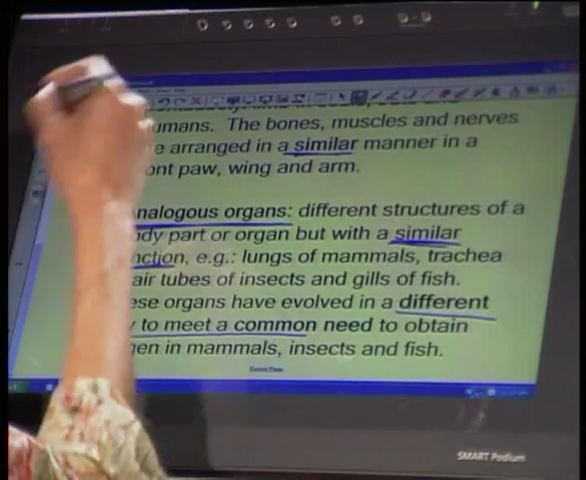 umans. The bones, muscles and nerves
e arranged in a similar manner in a
ont paw, wing and arm.
nalogous organs: different structures of a
ody part or organ but with a similar
nction, e.g.: lungs of mammals, trachea
air tubes of insects and gills of fish.
ese organs have evolved in a different
y to meet a common need to obtain
gen in mammals, insects and fish.
SMART Podium